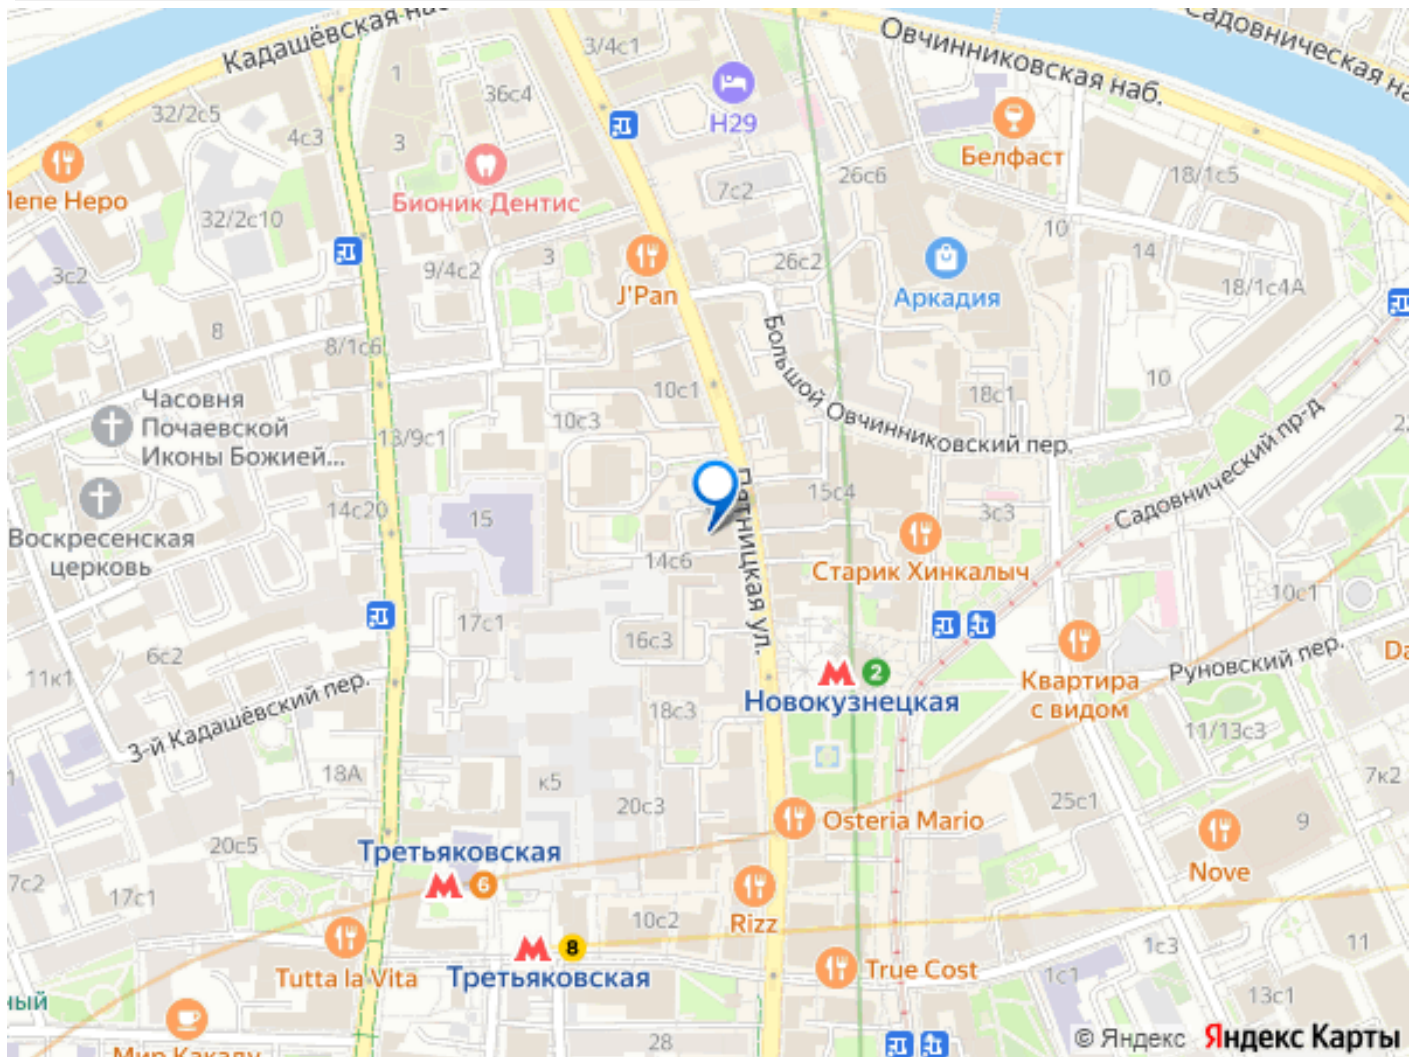 Кадашёвская наб.
3/4с1
Овчинниковская наб.
Садовническая на
1
36с4
32/2с5
4с3
3
Н29
Белфаст
26с6
18/1с5
Пепе Неро
Бионик Дентис
7с2
32/2с10
10
14
3с2
9/4с2
3
26с2
J'Pan
Аркадия
18/1с4А
8
8/1с6
Большой Овчинниковский пер.
10с1
18с1
10
Часовня
Почаевской
Иконы Божией...
10с3
13/9с1
Садовнический пр-д
Пятницкая ул.
15с4
14с20
15
3с3
Воскресенская
церковь
14с6
Старик Хинкалыч
10с1
17с1
16с3
6с2
11к1
3-й Кадашёвский пер.
2
Новокузнецкая
Квартира
с видом
Руновский пер.
Da
18с3
11/13с3
18А
к5
7к2
20с3
25с1
Osteria Mario
9
20с5
Третьяковская
6
Nove
7с2
17с1
Rizz
10с2
8
Третьяковская
Tutta la Vita
True Cost
1с3
11
1с1
13с1
ный
28
Мир Какаду
© Яндекс Яндекс Карты